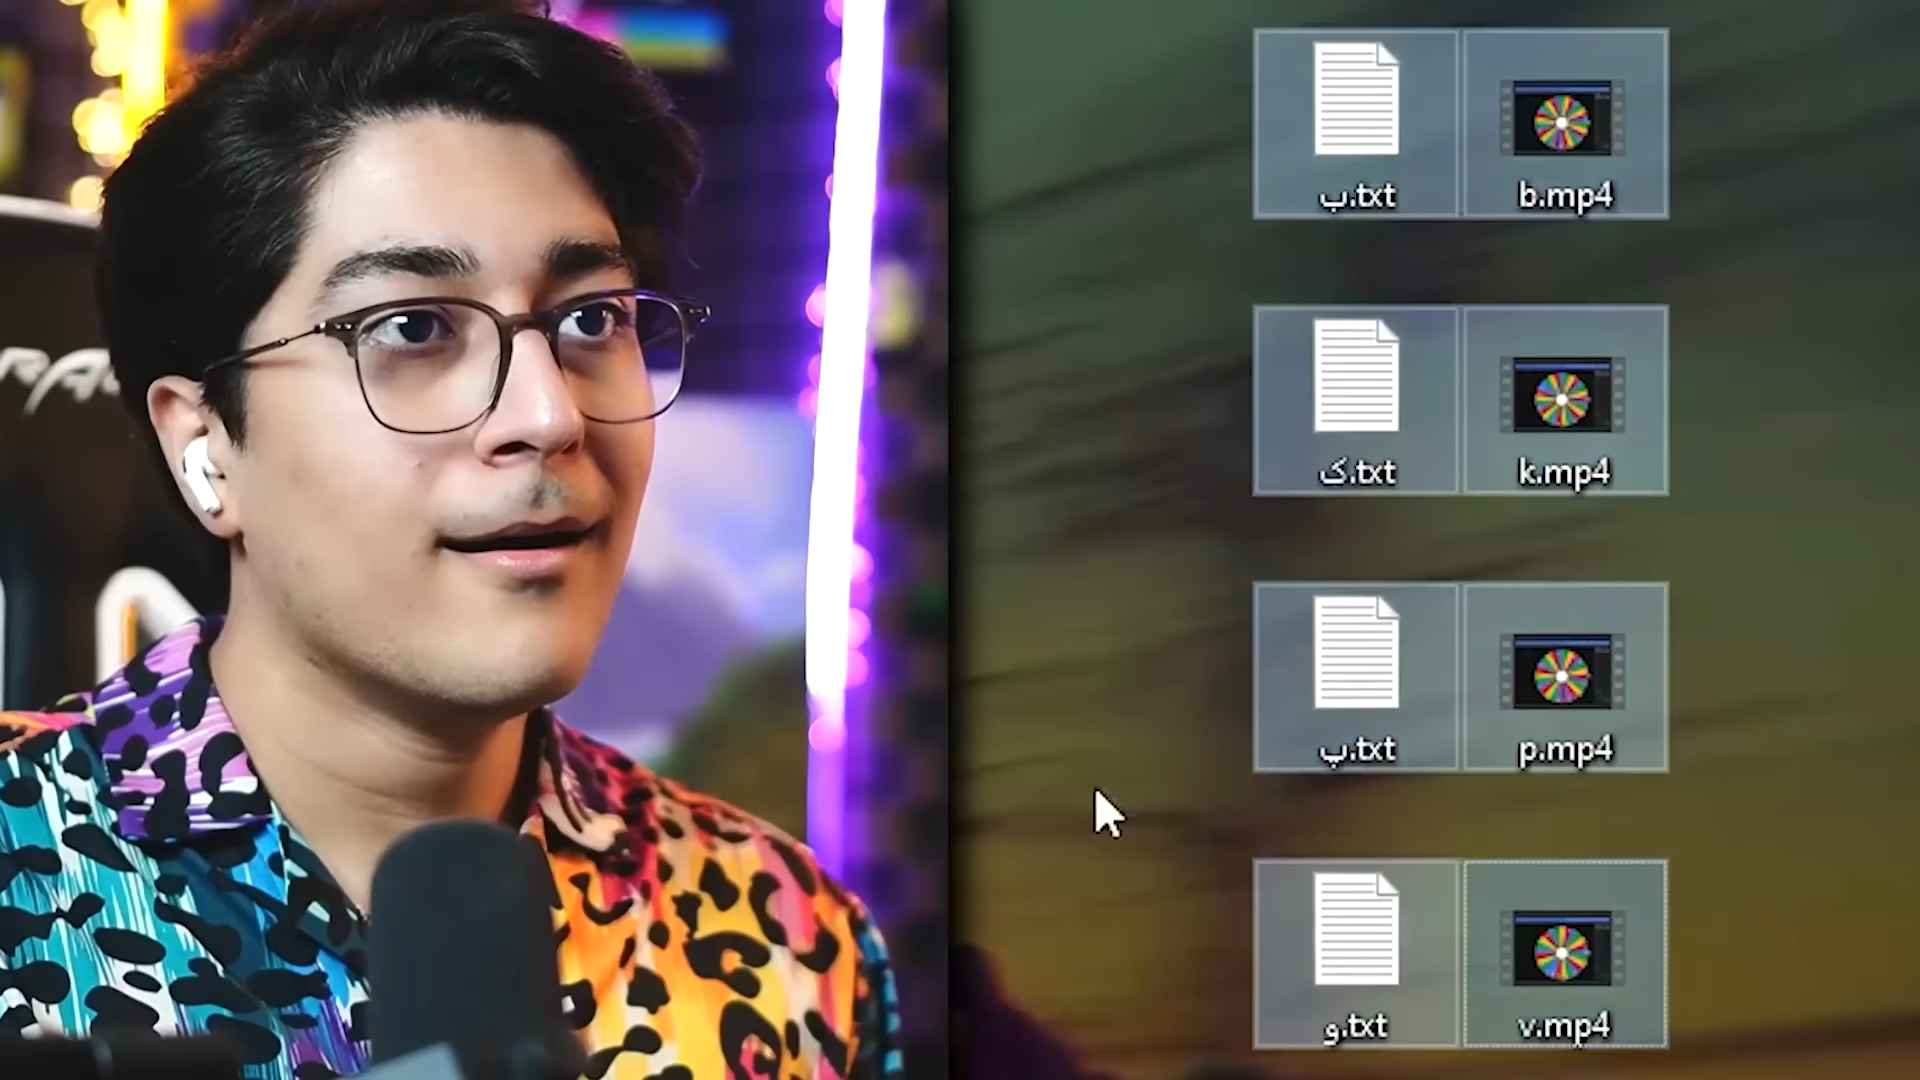 ب.txt b.mp4
ک.txt k.mp4
پ.txt p.mp4
و.txt v.mp4